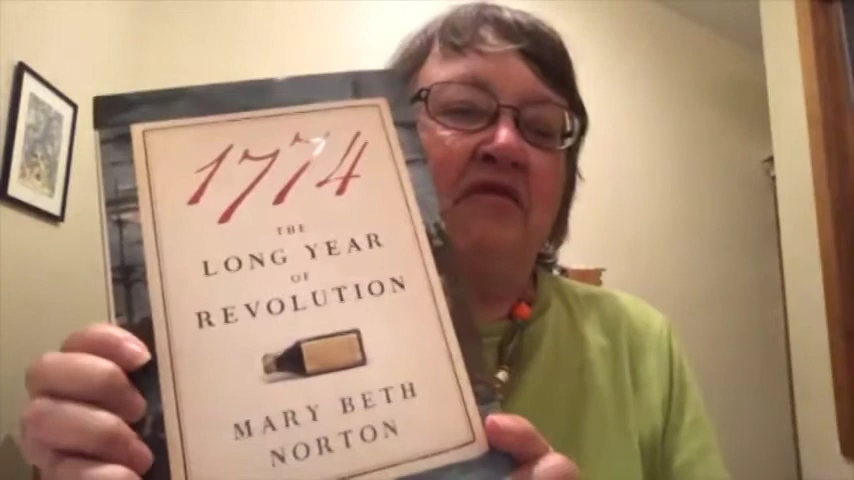 1774
THE
LONG YEAR
OF
REVOLUTION
MARY BETH
NORTON